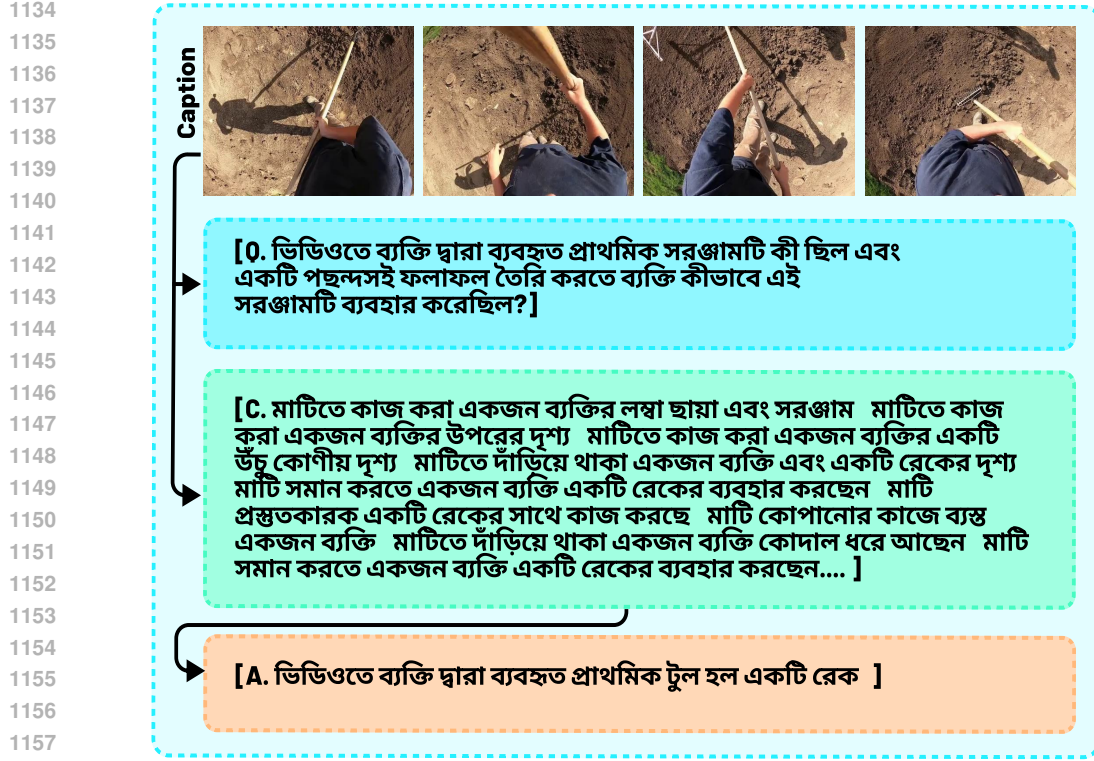 1134
1135
1136
1137
1138
1139
1140
1141
1142
1143
1144
1145
1146
1147
1148
1149
1150
1151
1152
1153
1154
1155
1156
1157
Caption
[Q. ভিডিওতে ব্যক্তি দ্বারা ব্যবহৃত প্রাথমিক সরঞ্জামটি কী ছিল এবং
একটি পছন্দসই ফলাফল তৈরি করতে ব্যক্তি কীভাবে এই
সরঞ্জামটি ব্যবহার করেছিল?]
[C. মাটিতে কাজ করা একজন ব্যক্তির লম্বা ছায়া এবং সরঞ্জাম মাটিতে কাজ
করা একজন ব্যক্তির উপরের দৃশ্য মাটিতে কাজ করা একজন ব্যক্তির একটি
উঁচু কোণীয় দৃশ্য মাটিতে দাঁড়িয়ে থাকা একজন ব্যক্তি এবং একটি রেকের দৃশ্য
মাটি সমান করতে একজন ব্যক্তি একটি রেকের ব্যবহার করছেন মাটি
প্রস্তুতকারক একটি রেকের সাথে কাজ করছে মাটি কোপানোর কাজে ব্যস্ত
একজন ব্যক্তি মাটিতে দাঁড়িয়ে থাকা একজন ব্যক্তি কোদাল ধরে আছেন মাটি
সমান করতে একজন ব্যক্তি একটি রেকের ব্যবহার করছেন.... ]
[A. ভিডিওতে ব্যক্তি দ্বারা ব্যবহৃত প্রাথমিক টুল হল একটি রেক ]